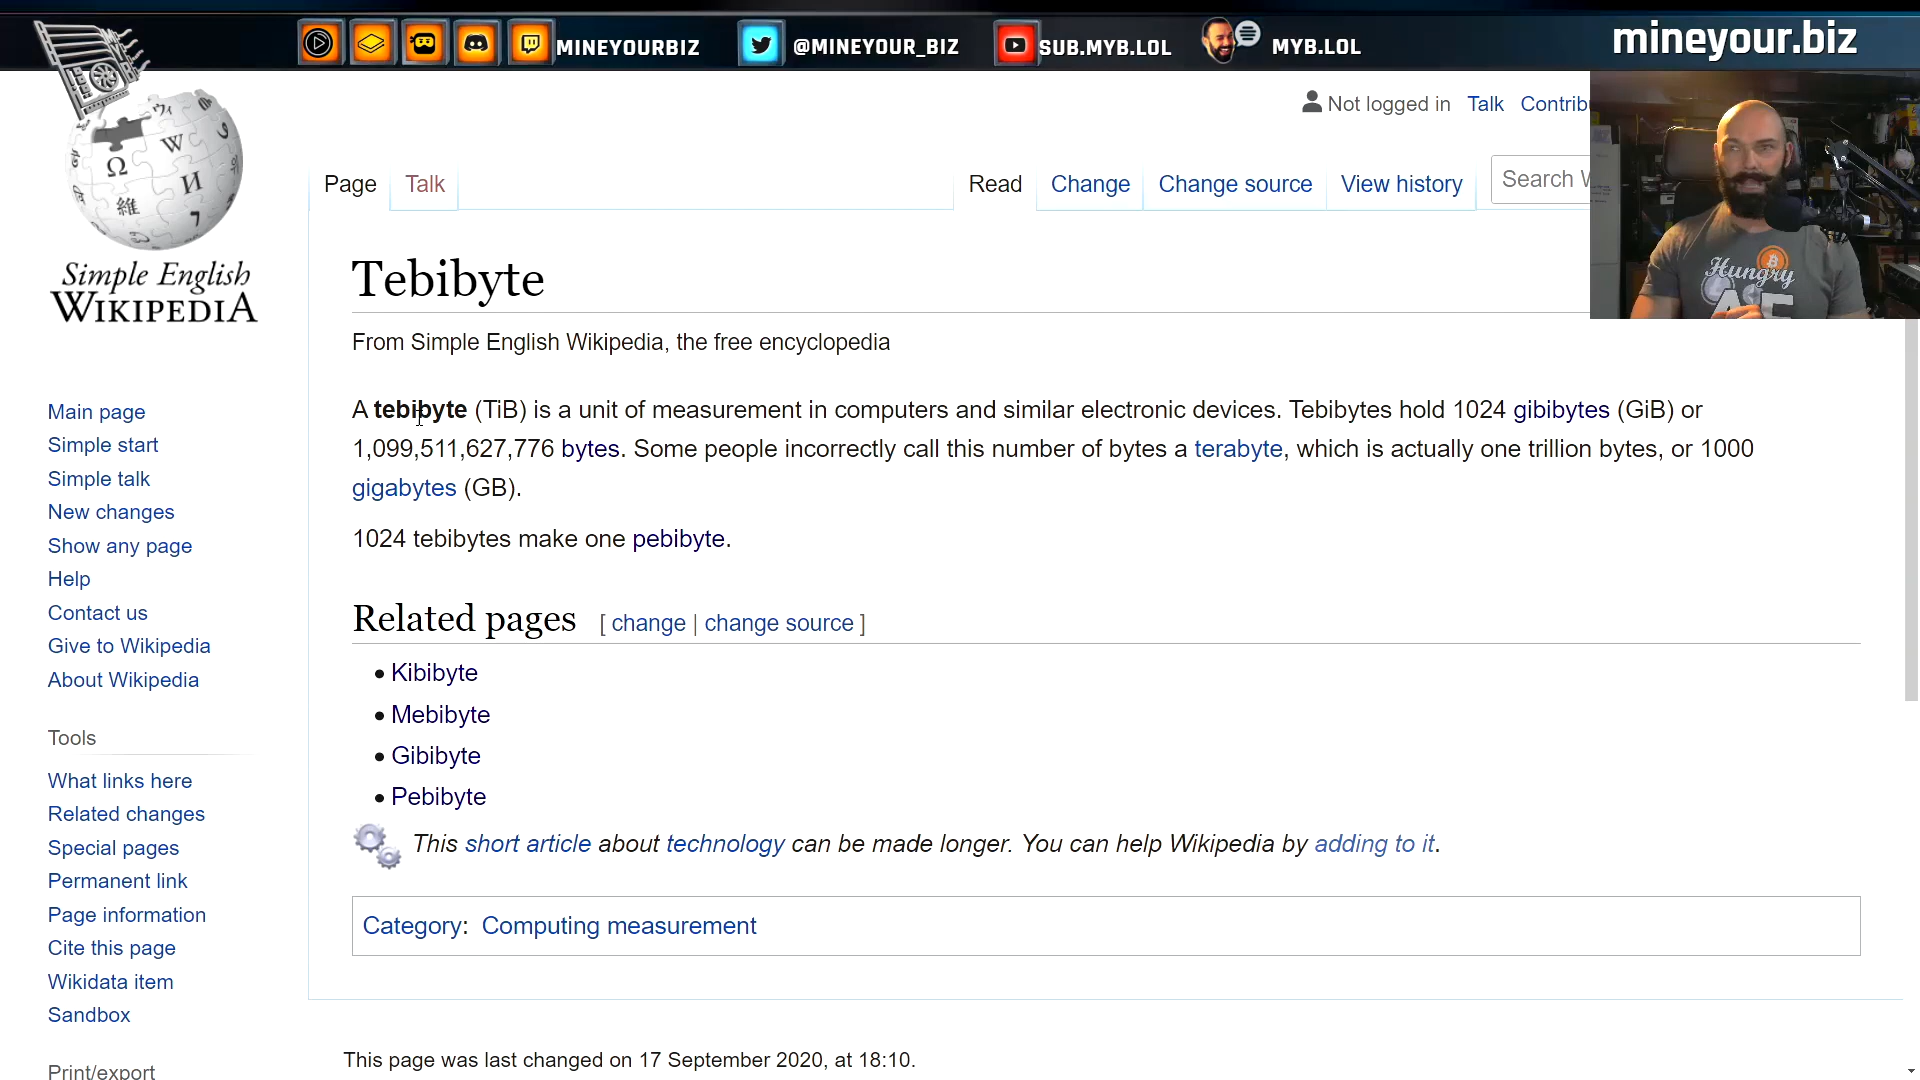 MINEYOURBIZ
@MINEYOUR_BIZ
SUB.MYB.LOL
MYB.LOL
mineyour.biz
Not logged in Talk
Page Talk Read Change Change source View history Search
Simple English
WIKIPEDIA
Tebibyte
From Simple English Wikipedia, the free encyclopedia
A tebibyte (TiB) is a unit of measurement in computers and similar electronic devices. Tebibytes hold 1024 gibibytes (GiB) or
1,099,511,627,776 bytes. Some people incorrectly call this number of bytes a terabyte, which is actually one trillion bytes, or 1000
gigabytes (GB).
1024 tebibytes make one pebibyte.
Related pages [ change | change source ]
• Kibibyte
• Mebibyte
• Gibibyte
• Pebibyte
This short article about technology can be made longer. You can help Wikipedia by adding to it.
Category: Computing measurement
This page was last changed on 17 September 2020, at 18:10.
Main page
Simple start
Simple talk
New changes
Show any page
Help
Contact us
Give to Wikipedia
About Wikipedia
Tools
What links here
Related changes
Special pages
Permanent link
Page information
Cite this page
Wikidata item
Sandbox
Print/export
Hungry